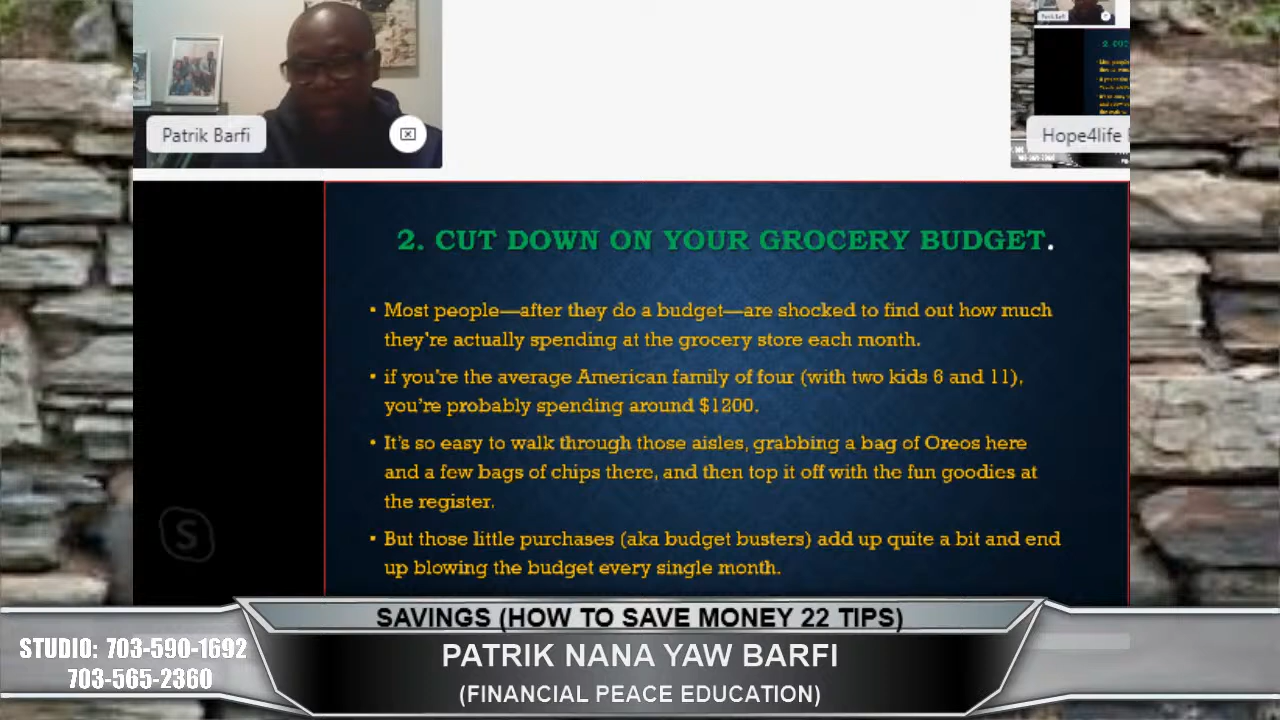 Patrik Barfi
Hope4life
2. CUT DOWN ON YOUR GROCERY BUDGET.
• Most people—after they do a budget—are shocked to find out how much
they're actually spending at the grocery store each month.
• if you're the average American family of four (with two kids 6 and 11),
you're probably spending around $1200.
• It's so easy to walk through those aisles, grabbing a bag of Oreos here
and a few bags of chips there, and then top it off with the fun goodies at
the register.
• But those little purchases (aka budget busters) add up quite a bit and end
up blowing the budget every single month.
S
SAVINGS (HOW TO SAVE MONEY 22 TIPS)
STUDIO: 703-590-1692
703-565-2360
PATRIK NANA YAW BARFI
(FINANCIAL PEACE EDUCATION)